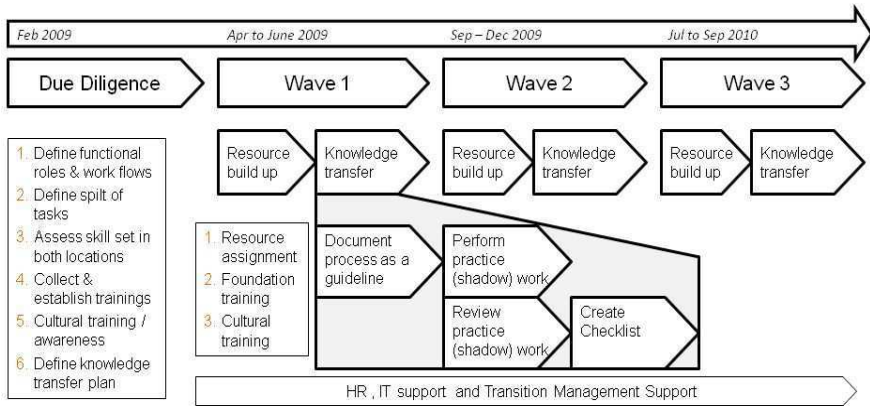 Feb 2009
Apr to June 2009
Sep – Dec 2009
Jul to Sep 2010
Due Diligence
Wave 1
Wave 2
Wave 3
1. Define functional
roles & work flows
2. Define spilt of
tasks
3. Assess skill set in
both locations
4. Collect &
establish trainings
5. Cultural training /
awareness
6. Define knowledge
transfer plan
Resource
build up
Knowledge
transfer
Resource
build up
Knowledge
transfer
Resource
build up
Knowledge
transfer
1. Resource
assignment
2. Foundation
training
3. Cultural
training
Document
process as a
guideline
Perform
practice
(shadow) work
Review
practice
(shadow) work
Create
Checklist
HR , IT support and Transition Management Support